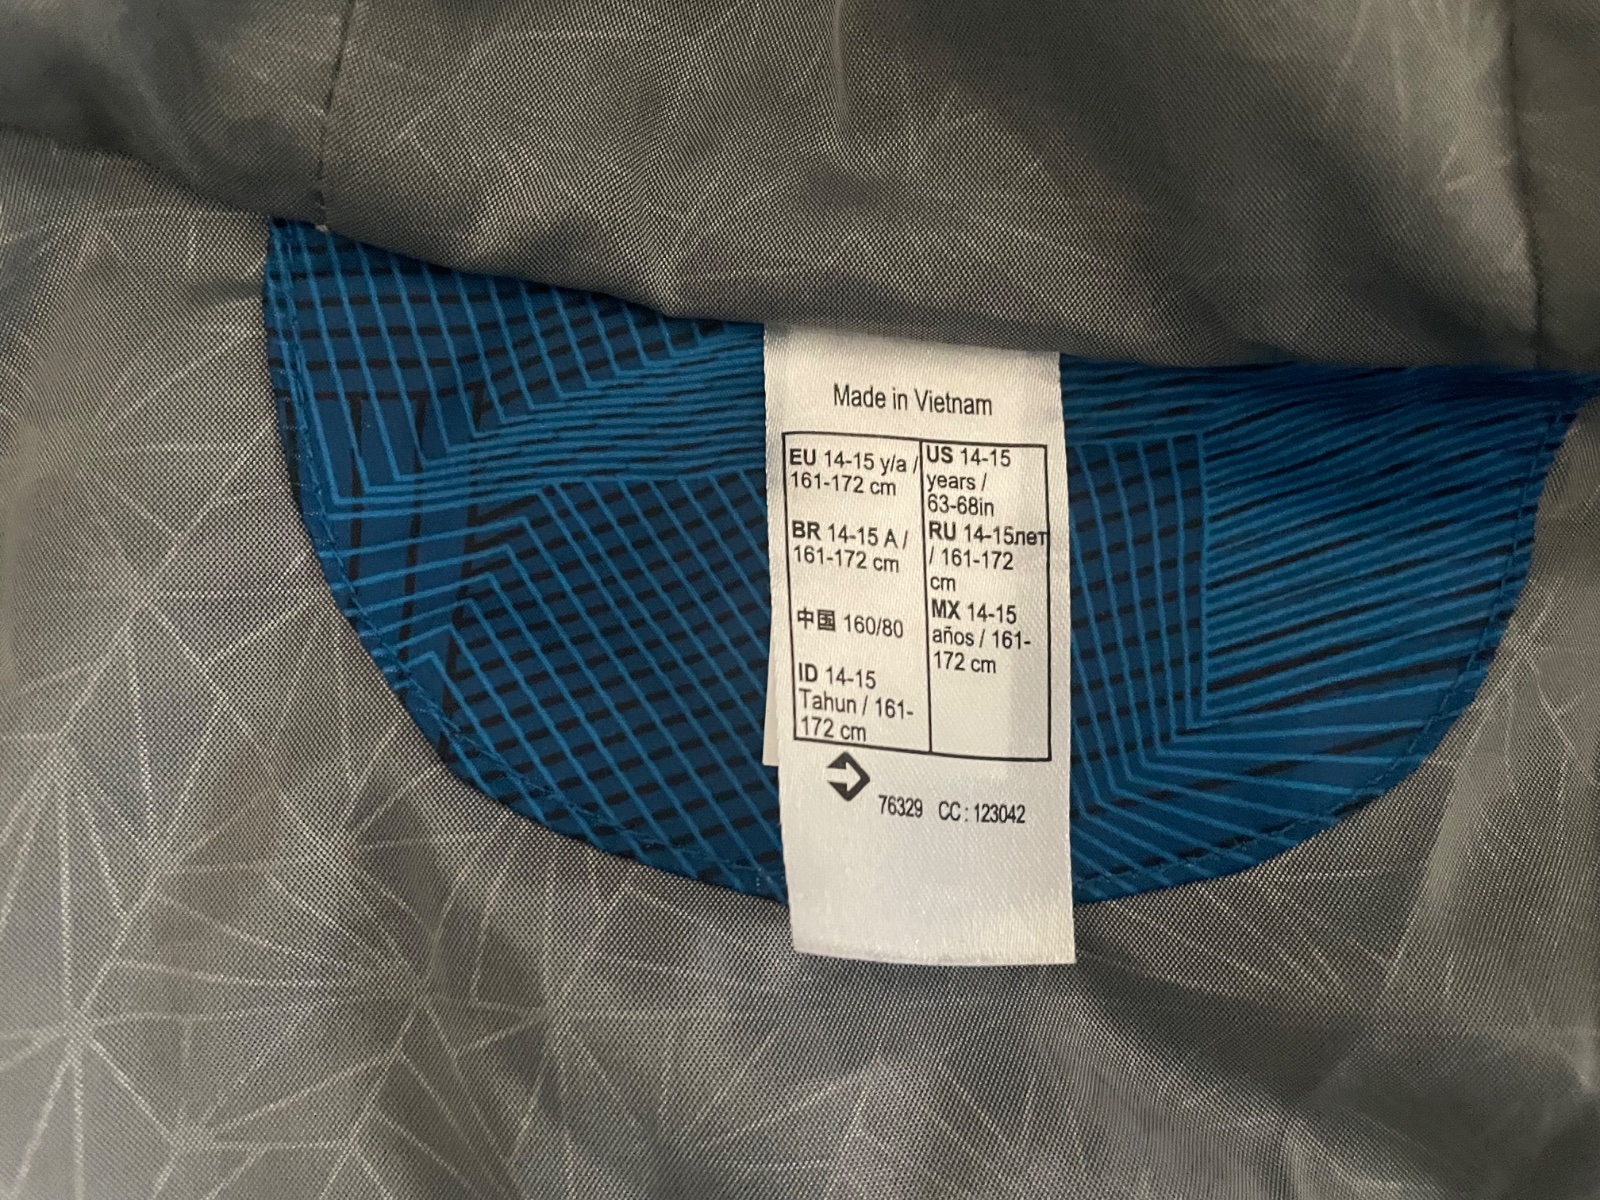 Made in Vietnam
EU 14-15 y/a /
161-172 cm
BR 14-15 A /
161-172 cm
中国 160/80
ID 14-15
Tahun / 161-
172 cm
US 14-15
years /
63-68in
RU 14-15лет
/ 161-172
cm
MX 14-15
años / 161-
172 cm
76329 CC : 123042